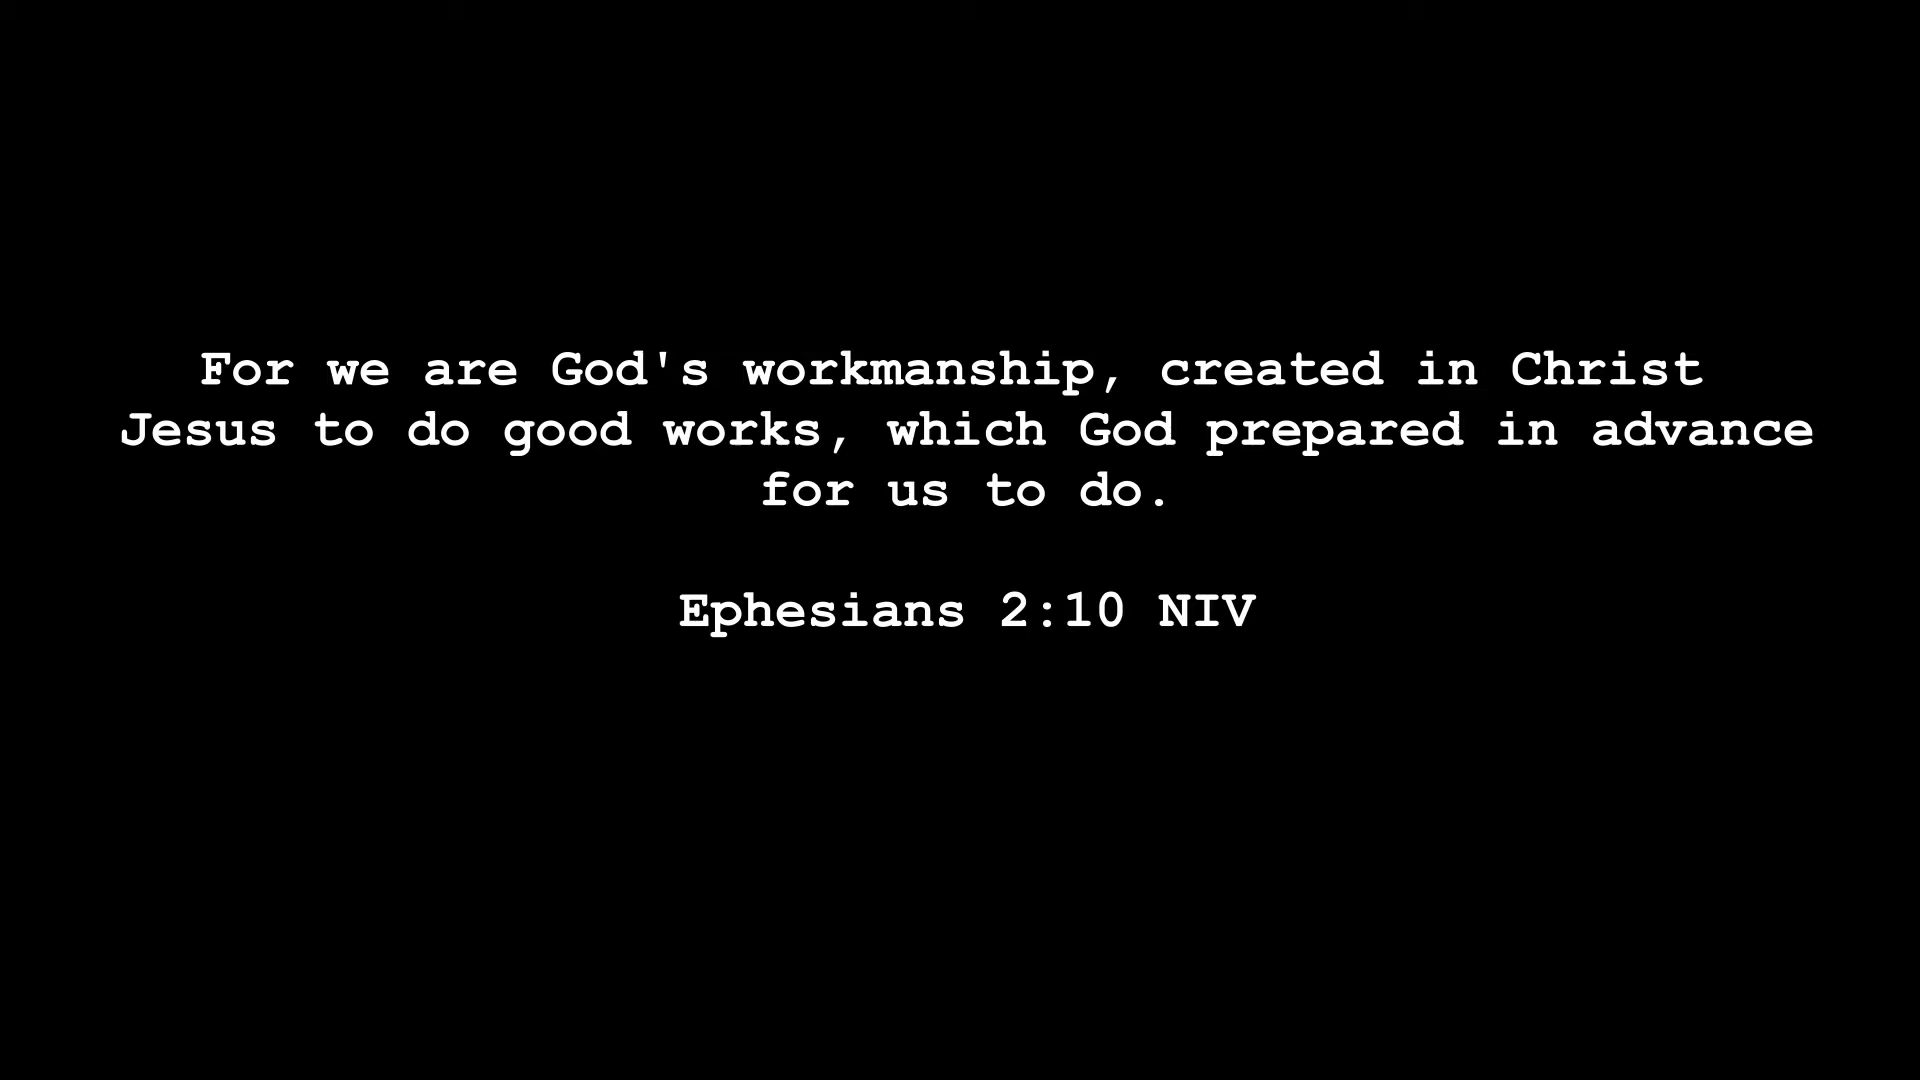 For we are God's workmanship, created in Christ
Jesus to do good works, which God prepared in advance
for us to do.
Ephesians 2:10 NIV